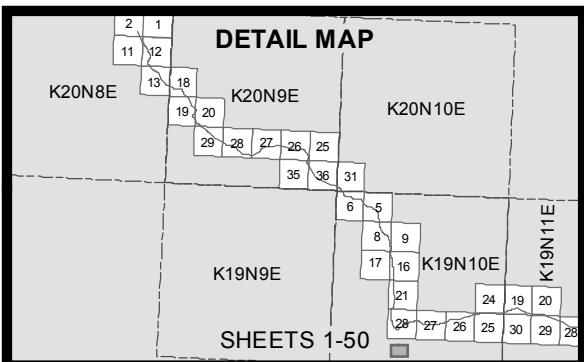 2 1
DETAIL MAP
11 12
K20N8E
13 18
K20N9E
K20N10E
19 20
29 28 27 26 25
35 36 31
6 5
8 9
K19N11E
17 16
K19N9E
K19N10E
21
24 19 20
28 27 26 25 30 29 28
SHEETS 1-50